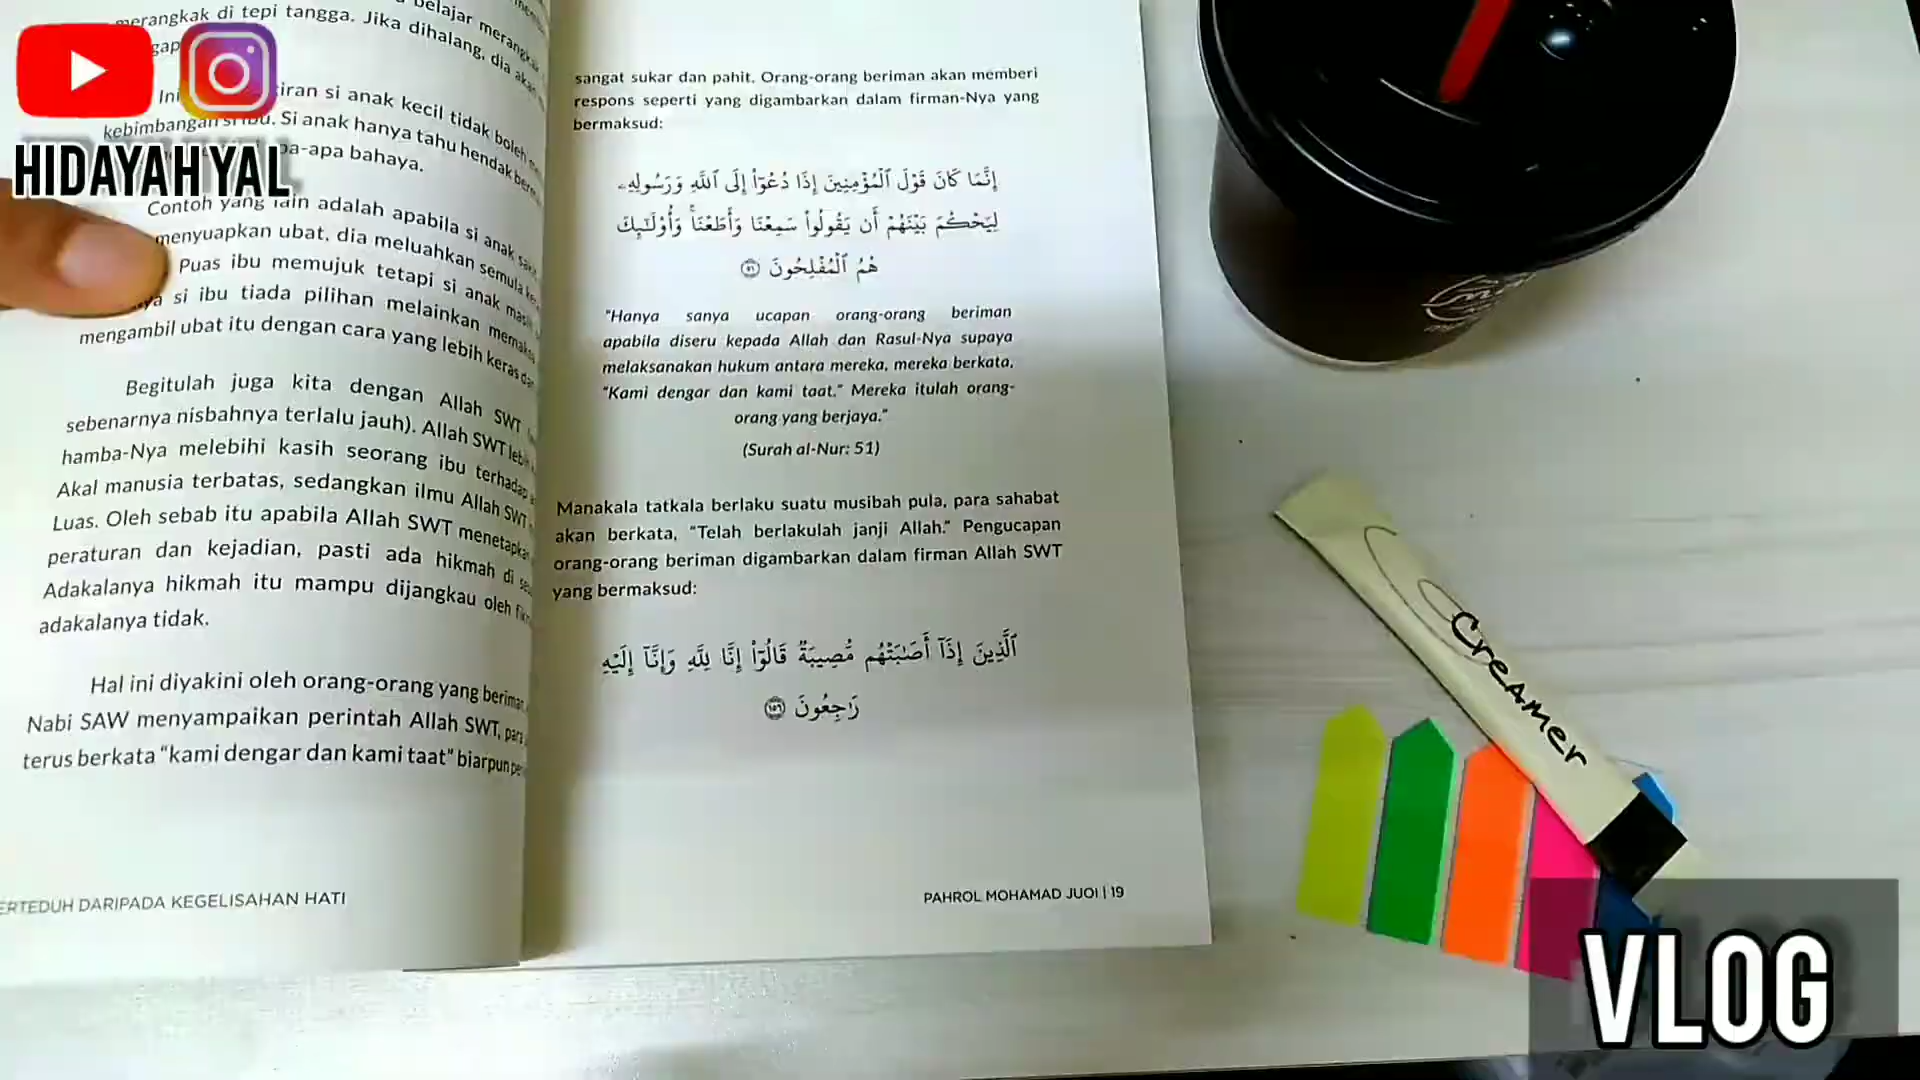 HIDAYAHYAL
belajar
merangkak di tepi tangga. Jika dihalang, dia akan
Ini si anak kecil tidak boleh
kebimbangan si ibu. Si anak hanya tahu hendak
bahaya.
Contoh yang lain adalah apabila si anak
menyuapkan ubat, dia meluahkan semula
Puas ibu memujuk tetapi si anak
si ibu tiada pilihan melainkan
mengambil ubat itu dengan cara yang lebih keras
Begitulah juga kita dengan Allah SWT
sebenarnya nisbahnya terlalu jauh). Allah SWT
hamba-Nya melebihi kasih seorang ibu terhadap
Akal manusia terbatas, sedangkan ilmu Allah SWT
Luas. Oleh sebab itu apabila Allah SWT menetapkan
peraturan dan kejadian, pasti ada hikmah di
Adakalanya hikmah itu mampu dijangkau oleh
adakalanya tidak.
Hal ini diyakini oleh orang-orang yang
Nabi SAW menyampaikan perintah Allah SWT,
terus berkata “kami dengar dan kami taat” biarpun
DARIPADA KEGELISAHAN HATI
sangat sukar dan pahit. Orang-orang beriman akan memberi
respons seperti yang digambarkan dalam firman-Nya yang
bermaksud:
إِنَّمَا كَانَ قَوْلَ ٱلْمُؤْمِنِينَ إِذَا دُعُوٓا۟ إِلَى ٱللَّهِ وَرَسُولِهِۦ
لِيَحْكُمَ بَيْنَهُمْ أَن يَقُولُوا۟ سَمِعْنَا وَأَطَعْنَا ۚ وَأُو۟لَـٰٓئِكَ
هُمُ ٱلْمُفْلِحُونَ ٥١
“Hanya sanya ucapan orang-orang beriman
apabila diseru kepada Allah dan Rasul-Nya supaya
melaksanakan hukum antara mereka, mereka berkata,
“Kami dengar dan kami taat.” Mereka itulah orang-
orang yang berjaya.”
(Surah al-Nur: 51)
Manakala tatkala berlaku suatu musibah pula, para sahabat
akan berkata, “Telah berlakulah janji Allah.” Pengucapan
orang-orang beriman digambarkan dalam firman Allah SWT
yang bermaksud:
ٱلَّذِينَ إِذَآ أَصَـٰبَتْهُم مُّصِيبَةٌ قَالُوٓا۟ إِنَّا لِلَّهِ وَإِنَّآ إِلَيْهِ
رَٰجِعُونَ ١٥٦
PAHROL MOHAMAD JUOI | 19
Creamer
VLOG